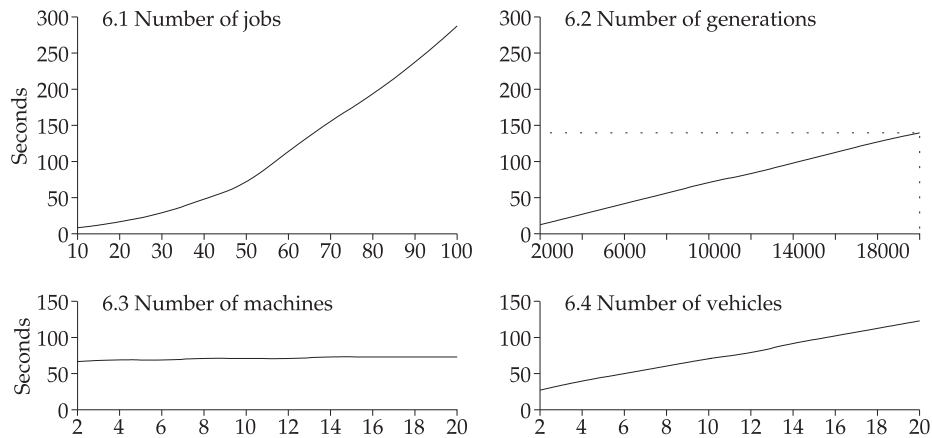 6.1 Number of jobs
300
250
200
150
100
50
0
Seconds
10 20 30 40 50 60 70 80 90 100
6.2 Number of generations
300
250
200
150
100
50
0
2000 6000 10000 14000 18000
6.3 Number of machines
150
100
50
0
Seconds
2 4 6 8 10 12 14 16 18 20
6.4 Number of vehicles
150
100
50
0
2 4 6 8 10 12 14 16 18 20